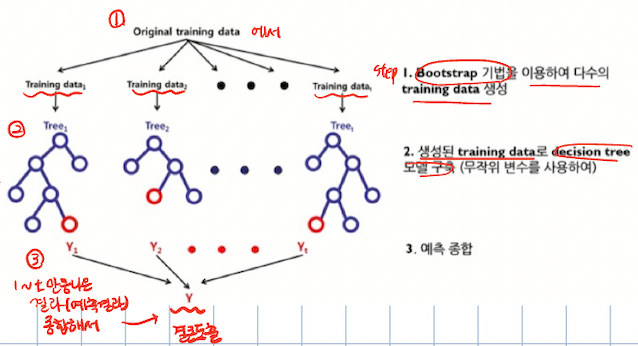 ①
Original training data 에서
Training data₁
Training data₂
Training dataₜ
Step 1. Bootstrap 기법을 이용하여 다수의
training data 생성
②
Tree₁
Tree₂
Treeₜ
2. 생성된 training data로 decision tree
모델 구축 (무작위 변수를 사용하여)
Y₁
Y₂
Yₜ
3. 예측 종합
③
1~t 만큼나온
결과(예측결과)
종합해서
Y
결론도출